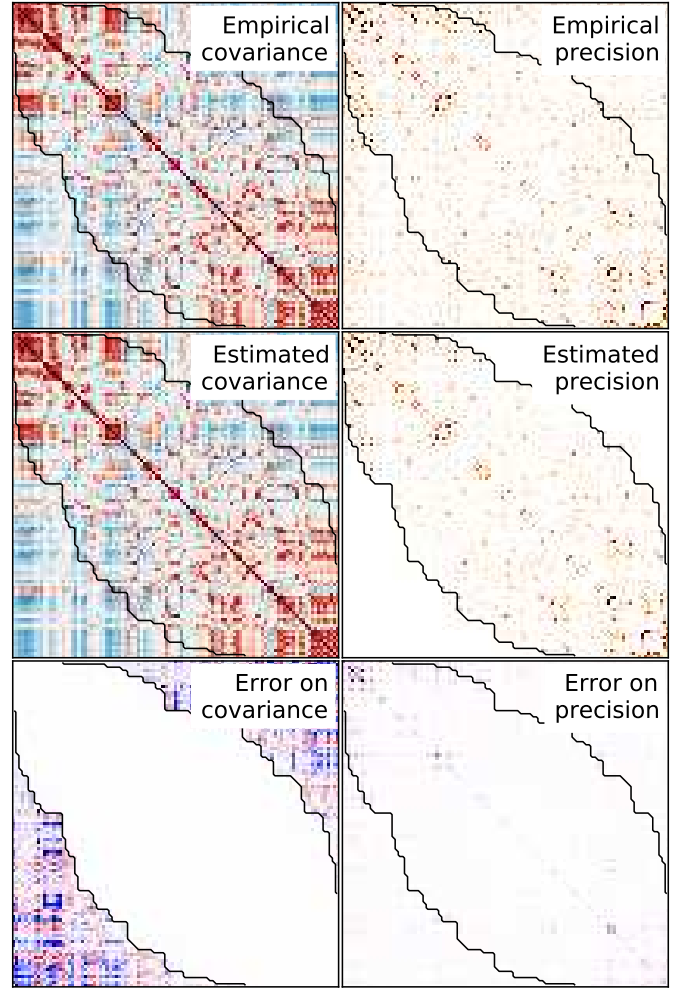 Empirical
covariance
Empirical
precision
Estimated
covariance
Estimated
precision
Error on
covariance
Error on
precision